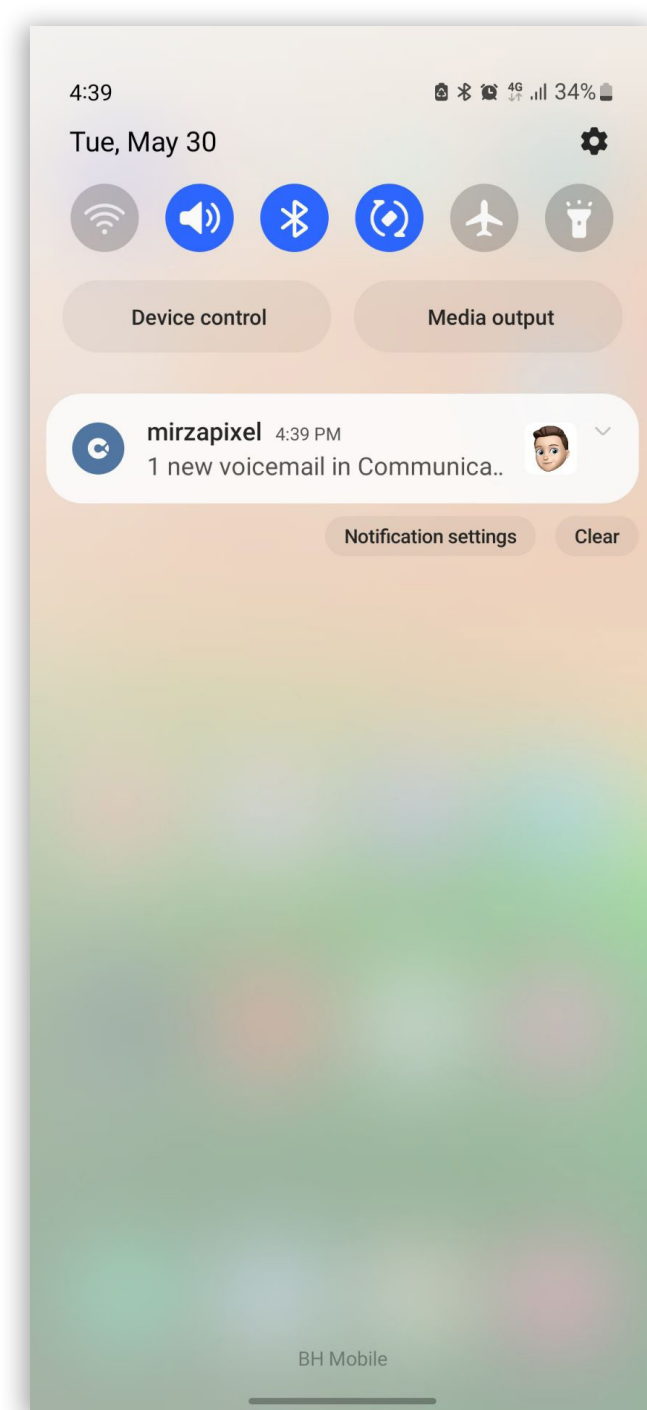 4:39
4G 34%
Tue, May 30
Device control
Media output
mirzapixel 4:39 PM
1 new voicemail in Communica..
Notification settings
Clear
BH Mobile